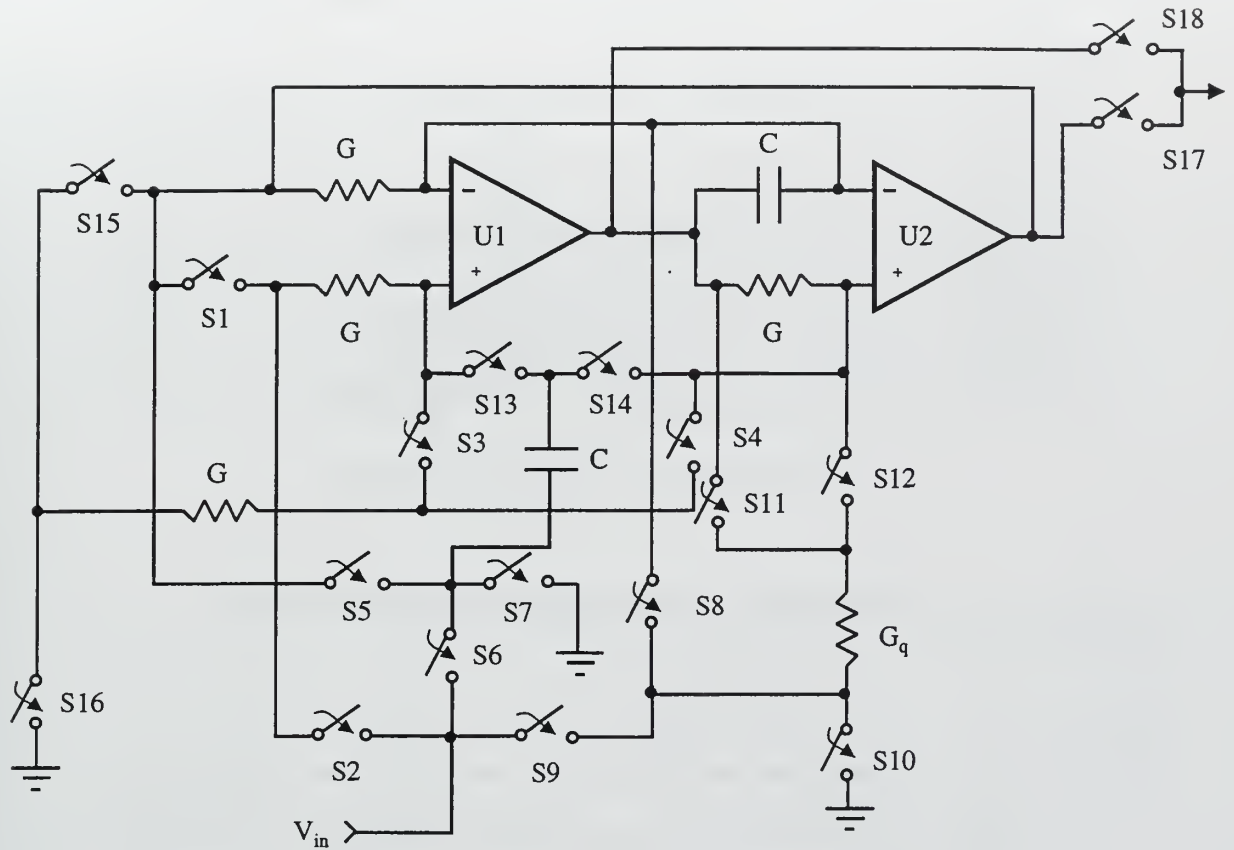 S18
C
S17
G
−
−
S15
U1
U2
+
+
S1
G
G
S13
S14
S3
S4
C
S12
G
S11
S5
S7
S8
G_q
S6
S16
S2
S9
S10
V_in